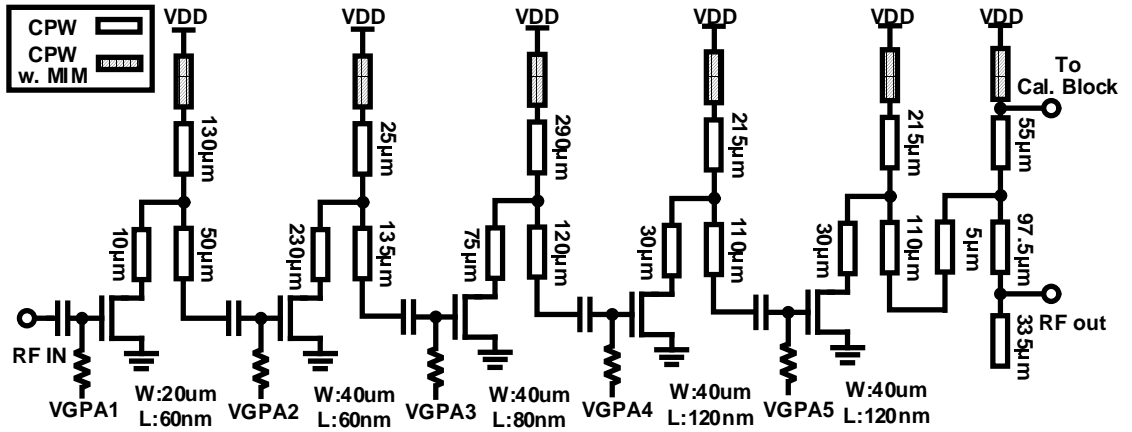 CPW
CPW
w. MIM
VDD
VDD
VDD
VDD
VDD
VDD
To
Cal. Block
130μm
25μm
290μm
215μm
215μm
55μm
10μm
50μm
230μm
135μm
75μm
120μm
30μm
110μm
30μm
110μm
5μm
97.5μm
RF IN
RF out
335μm
VGPA1
W:20um
L:60nm
VGPA2
W:40um
L:60nm
VGPA3
W:40um
L:80nm
VGPA4
W:40um
L:120nm
VGPA5
W:40um
L:120nm